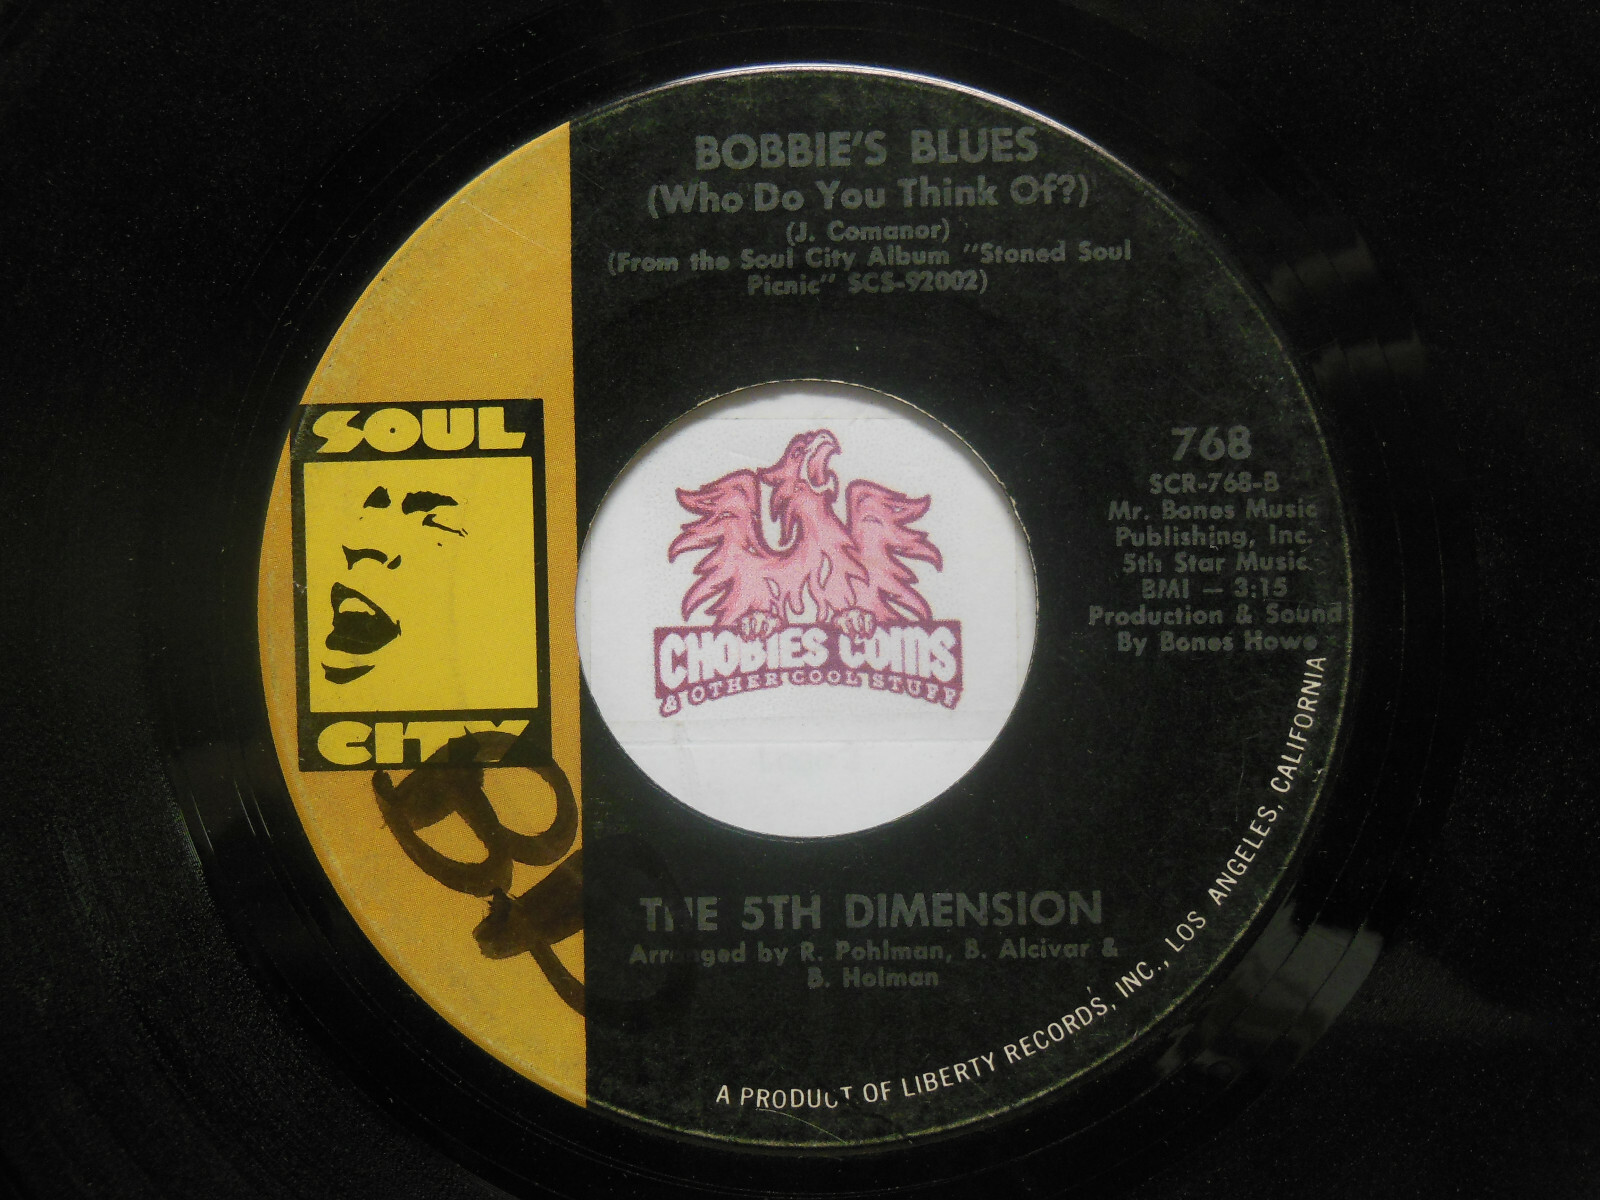 BOBBIE'S BLUES
(Who Do You Think Of?)
(J. Comanor)
(From the Soul City Album "Stoned Soul
Picnic" SCS-92002)
SOUL
CITY
768
SCR-768-B
Mr. Bones Music
Publishing, Inc.
5th Star Music
BMI — 3:15
Production & Sound
By Bones Howe
CHOBIES COINS
& OTHER COOL STUFF
THE 5TH DIMENSION
Arranged by R. Pohlman, B. Alcivar &
B. Holman
A PRODUCT OF LIBERTY RECORDS, INC., LOS ANGELES, CALIFORNIA